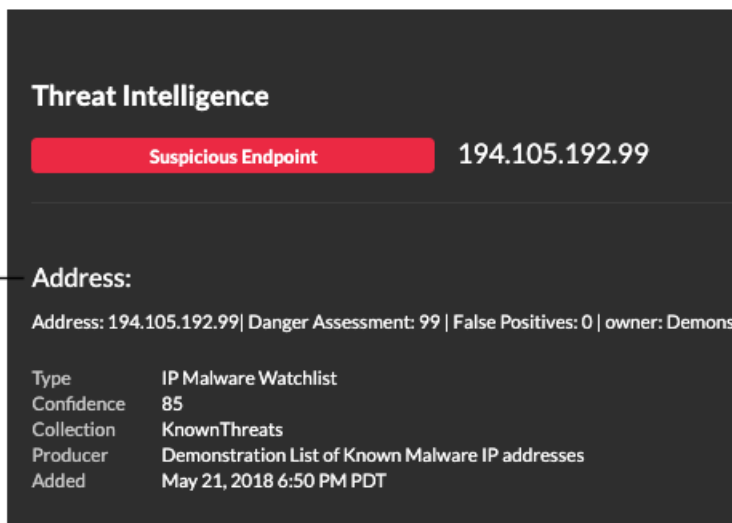 Threat Intelligence
Suspicious Endpoint 194.105.192.99
Address:
Address: 194.105.192.99| Danger Assessment: 99 | False Positives: 0 | owner: Demons
Type IP Malware Watchlist
Confidence 85
Collection KnownThreats
Producer Demonstration List of Known Malware IP addresses
Added May 21, 2018 6:50 PM PDT